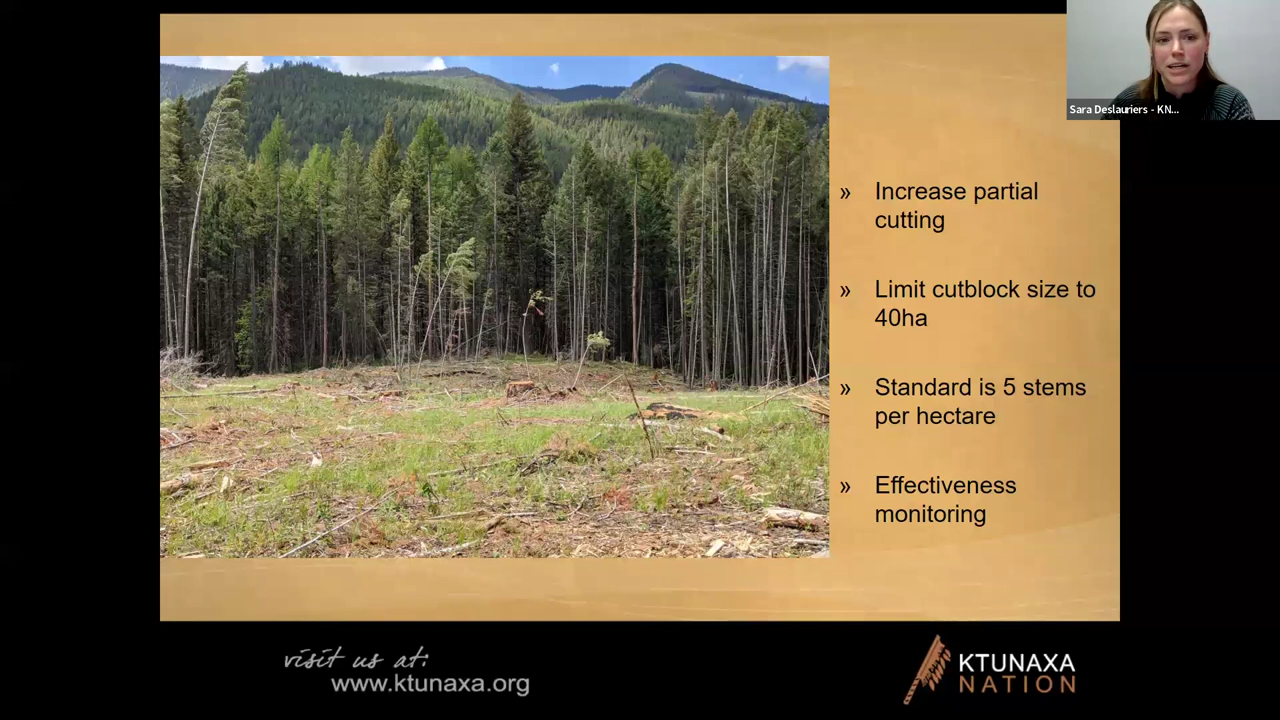 Sara Deslauriers - KN...
» Increase partial
cutting
» Limit cutblock size to
40ha
» Standard is 5 stems
per hectare
» Effectiveness
monitoring
visit us at:
www.ktunaxa.org
KTUNAXA
NATION